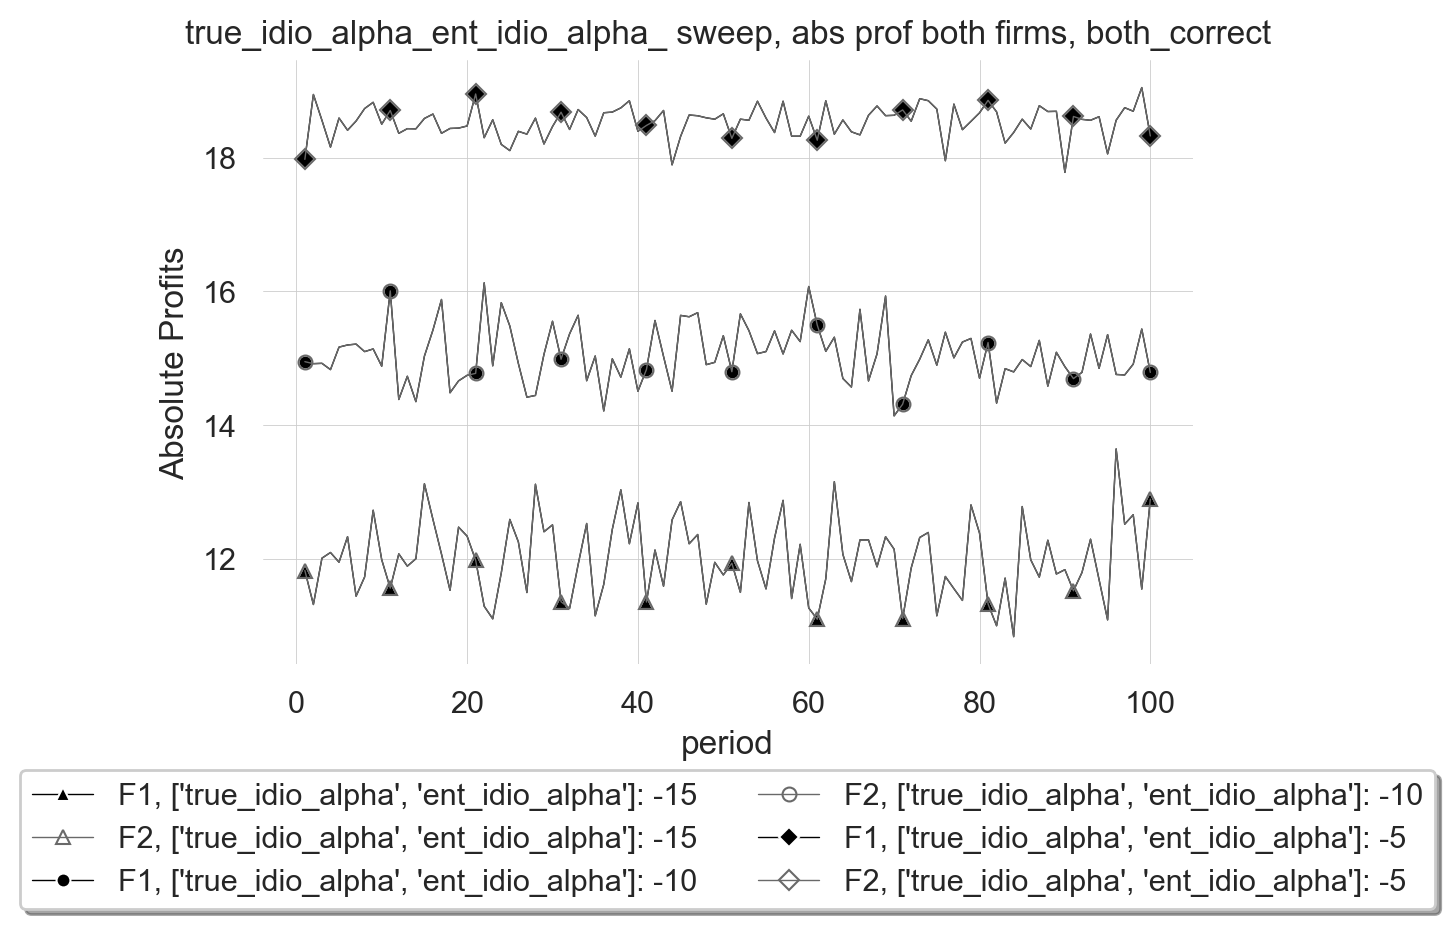 true_idio_alpha_ent_idio_alpha_ sweep, abs prof both firms, both_correct
Absolute Profits
18
16
14
12
0 20 40 60 80 100
period
F1, ['true_idio_alpha', 'ent_idio_alpha']: -15
F2, ['true_idio_alpha', 'ent_idio_alpha']: -15
F1, ['true_idio_alpha', 'ent_idio_alpha']: -10
F2, ['true_idio_alpha', 'ent_idio_alpha']: -10
F1, ['true_idio_alpha', 'ent_idio_alpha']: -5
F2, ['true_idio_alpha', 'ent_idio_alpha']: -5